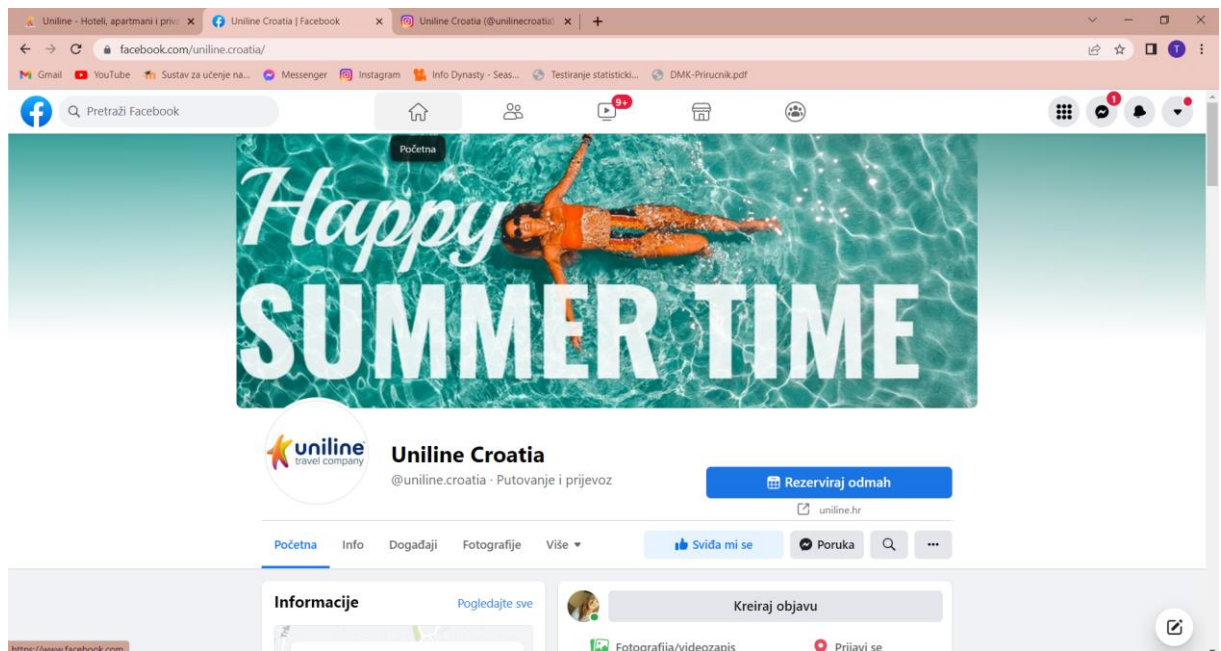 Uniline - Hoteli, apartmani i priv
Uniline Croatia | Facebook
Uniline Croatia (@unilinecroatia)
facebook.com/uniline.croatia/
Gmail
YouTube
Sustav za učenje na...
Messenger
Instagram
Info Dynasty - Seas...
Testiranje statisticki...
DMK-Prirucnik.pdf
T
Pretraži Facebook
9+
1
Početna
Happy
SUMMER TIME
uniline
travel company
Uniline Croatia
@uniline.croatia · Putovanje i prijevoz
Rezerviraj odmah
uniline.hr
Početna
Info
Događaji
Fotografije
Više
Sviđa mi se
Poruka
Informacije
Pogledajte sve
Kreiraj objavu
Fotografija/videozapis
Prijavi se
https://www.facebook.com